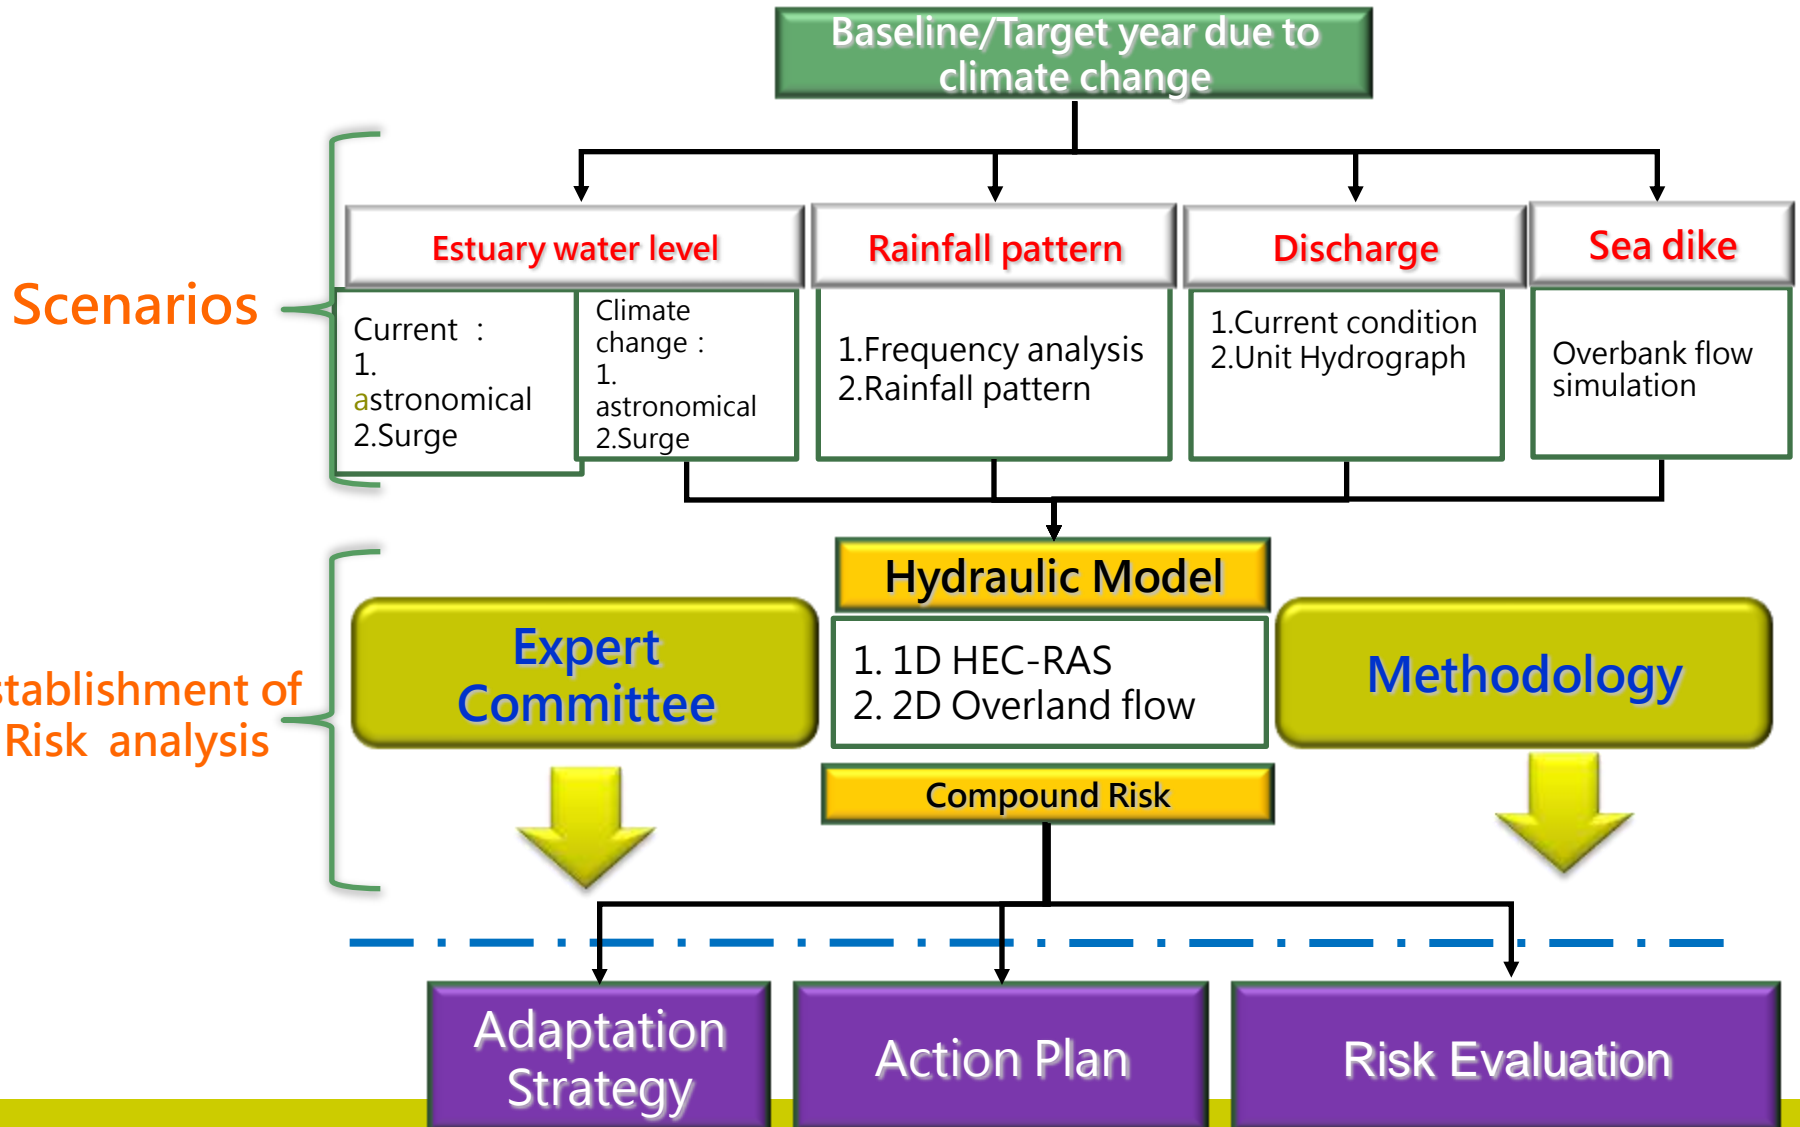 Baseline/Target year due to
climate change
Scenarios
Estuary water level
Rainfall pattern
Discharge
Sea dike
Current :
1.
astronomical
2.Surge
Climate
change :
1.
astronomical
2.Surge
1.Frequency analysis
2.Rainfall pattern
1.Current condition
2.Unit Hydrograph
Overbank flow
simulation
stablishment of
Risk analysis
Expert
Committee
Hydraulic Model
1. 1D HEC-RAS
2. 2D Overland flow
Compound Risk
Methodology
Adaptation
Strategy
Action Plan
Risk Evaluation